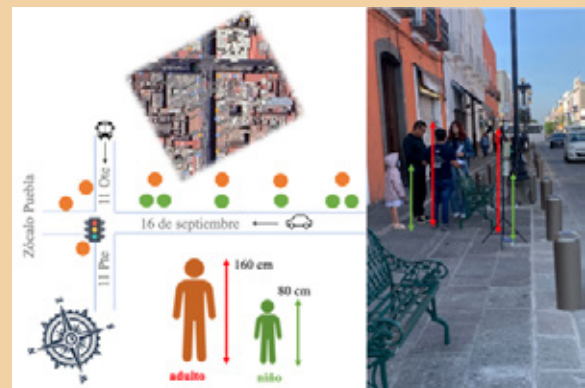 11 Ote
Zócalo Puebla
16 de septiembre
11 Pte
160 cm
80 cm
adulto
niño